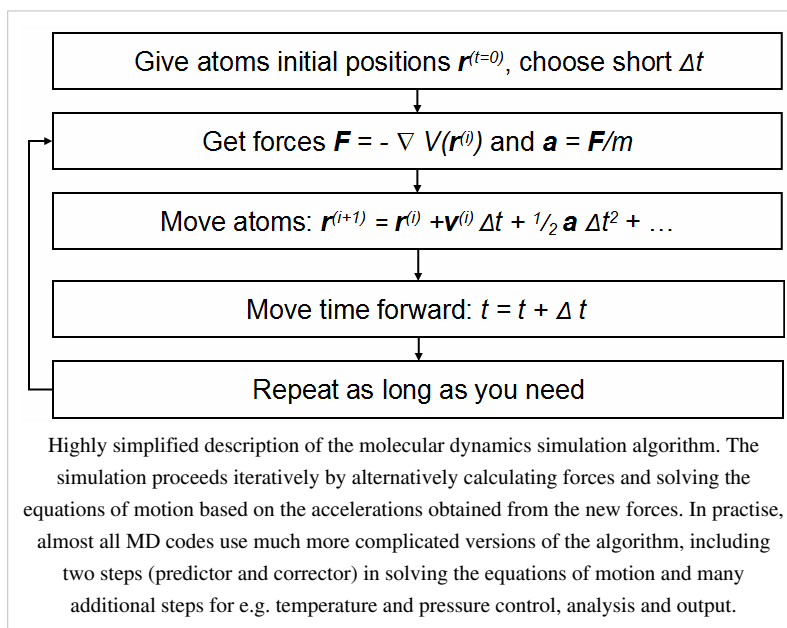 Give atoms initial positions r(t=0), choose short Δt
Get forces F = - ∇ V(r(i)) and a = F/m
Move atoms: r(i+1) = r(i) +v(i) Δt + 1/2 a Δt2 + …
Move time forward: t = t + Δ t
Repeat as long as you need
Highly simplified description of the molecular dynamics simulation algorithm. The
simulation proceeds iteratively by alternatively calculating forces and solving the
equations of motion based on the accelerations obtained from the new forces. In practise,
almost all MD codes use much more complicated versions of the algorithm, including
two steps (predictor and corrector) in solving the equations of motion and many
additional steps for e.g. temperature and pressure control, analysis and output.